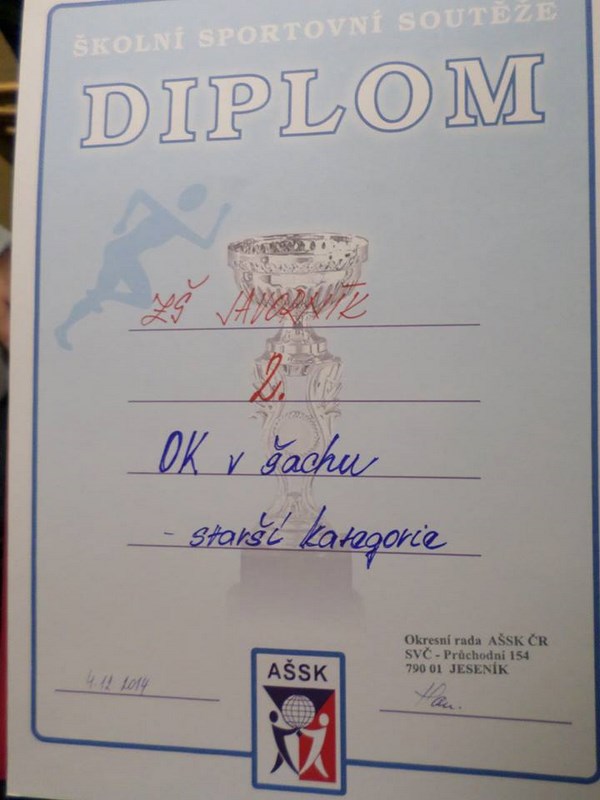 ŠKOLNÍ SPORTOVNÍ SOUTĚŽE
DIPLOM
ZŠ JAVORNÍK
2.
OK v šachu
- starší kategorie
Okresní rada AŠSK ČR
SVČ - Průchodní 154
790 01 JESENÍK
4.12 2014
AŠSK